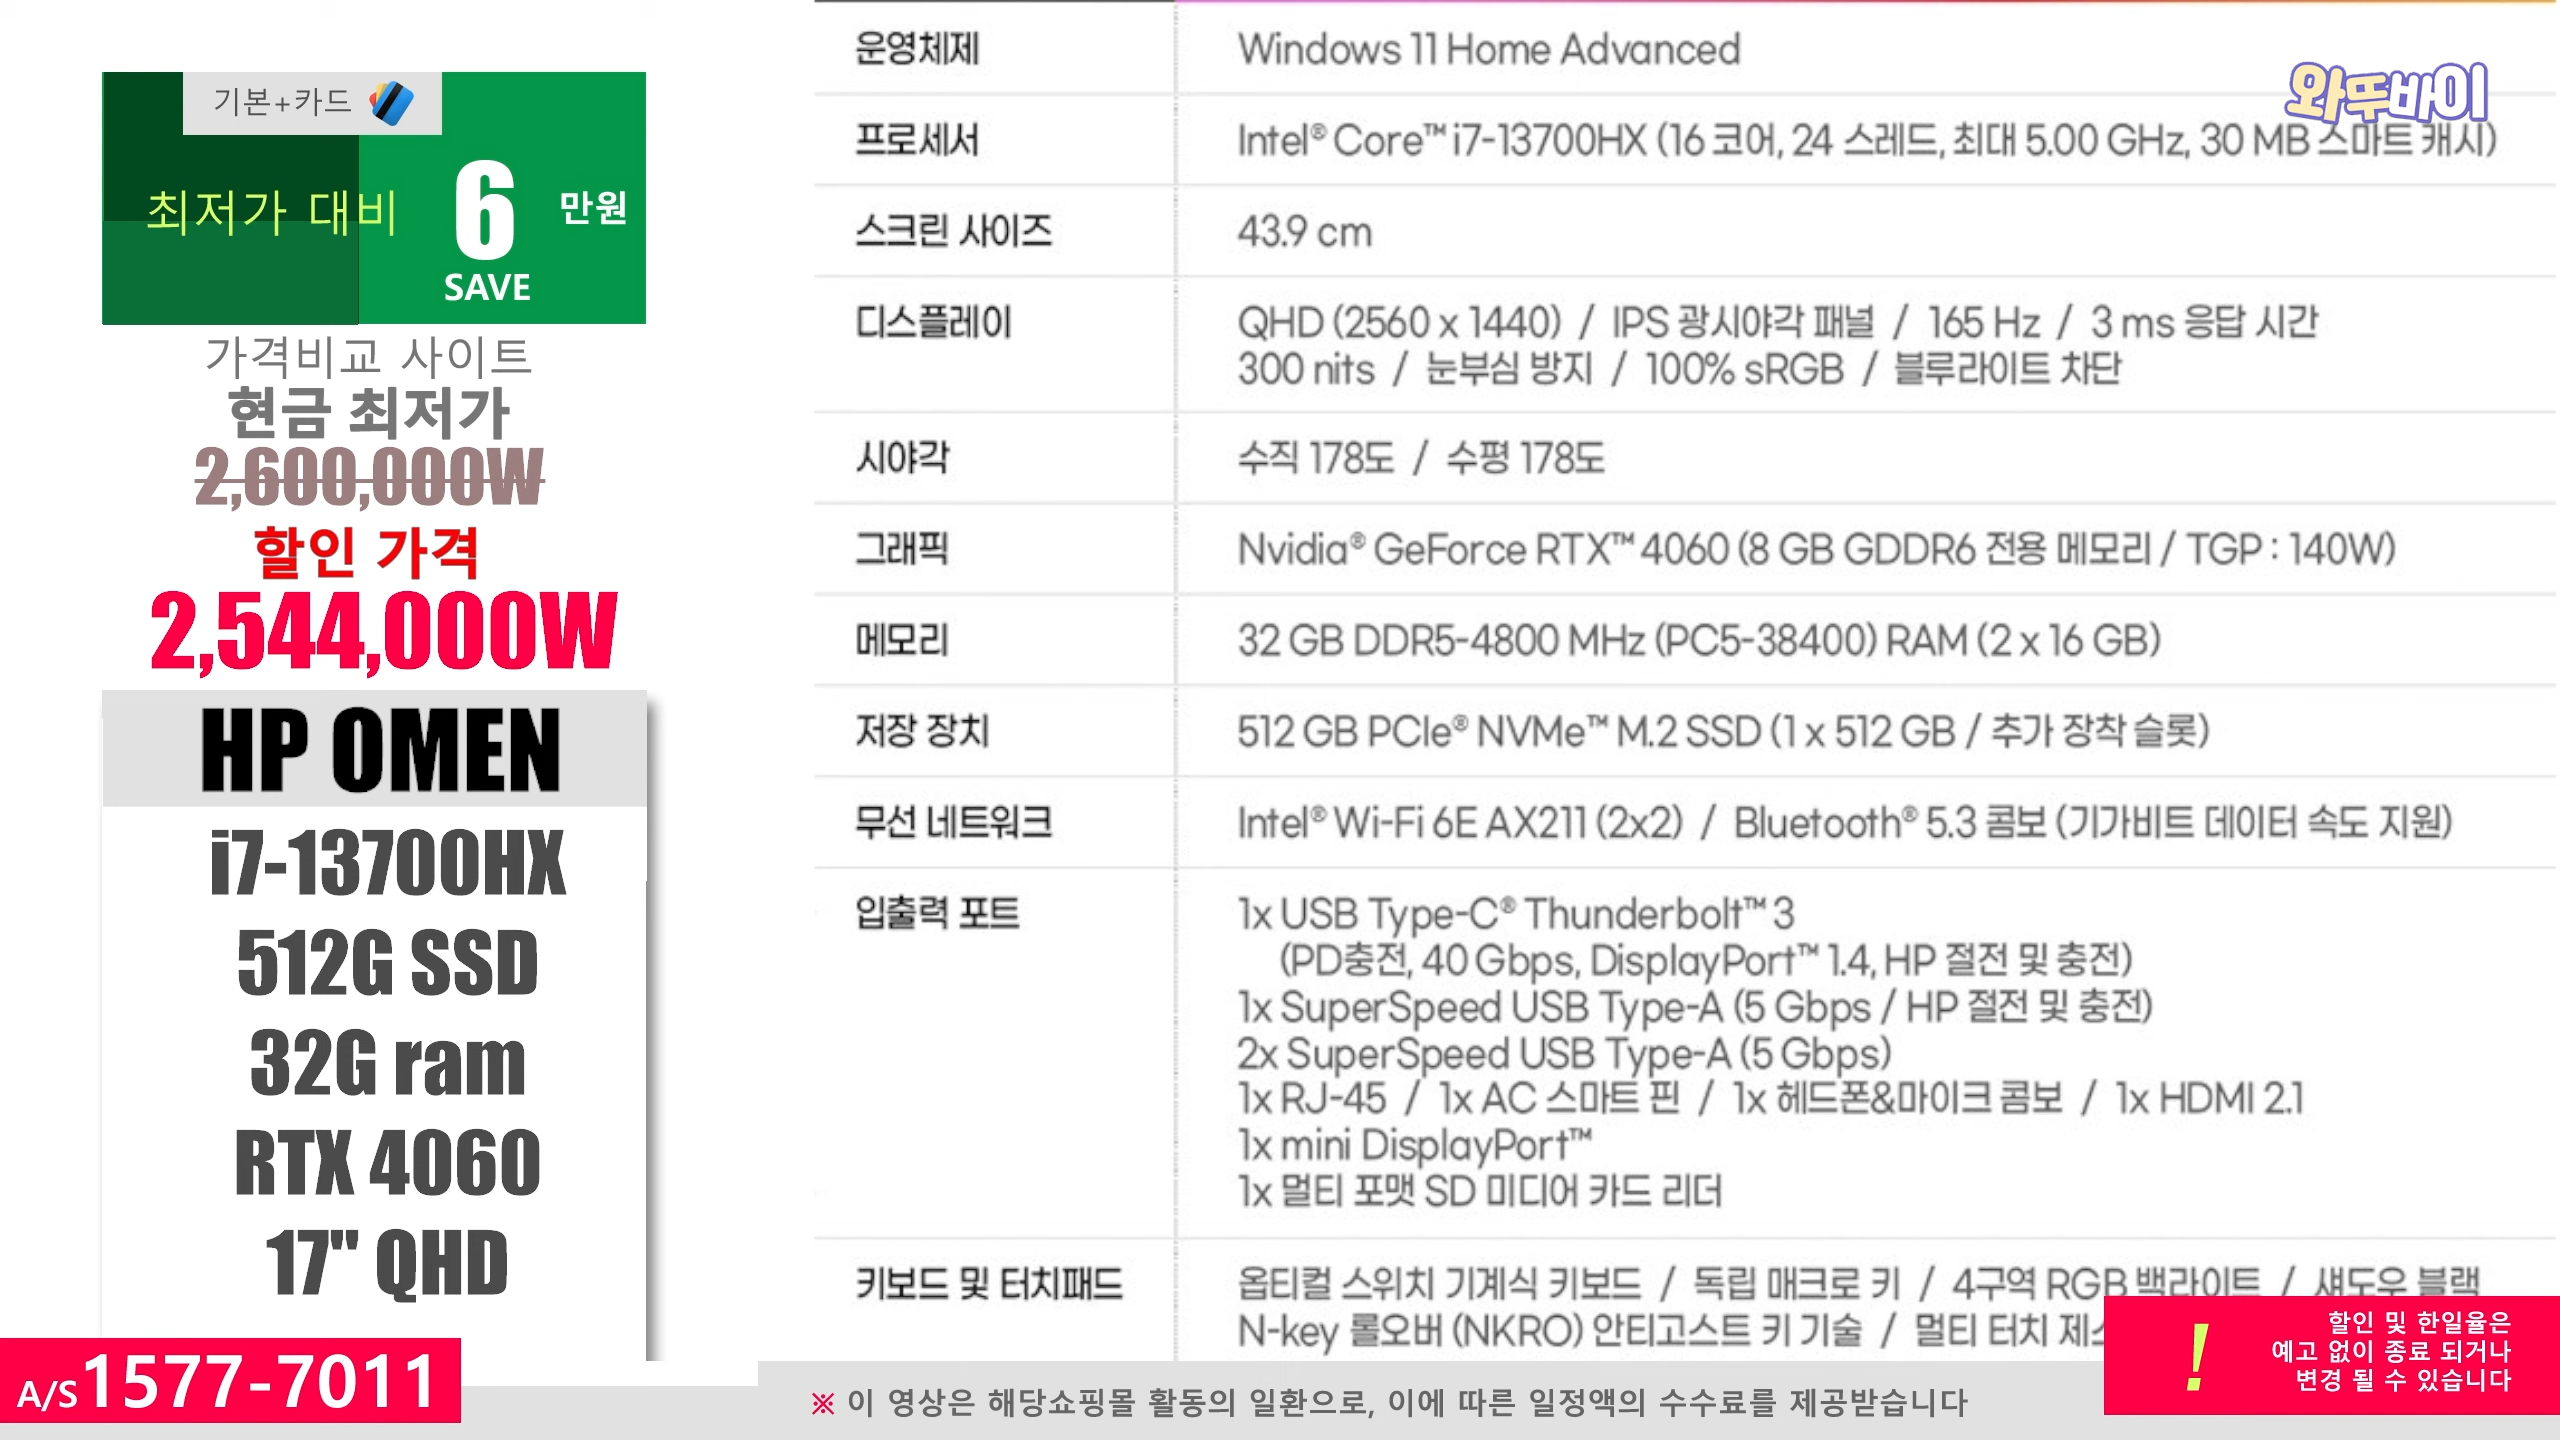 기본+카드
최저가 대비 6 만원
SAVE
가격비교 사이트
현금 최저가
2,600,000W
할인 가격
2,544,000W
HP OMEN
i7-13700HX
512G SSD
32G ram
RTX 4060
17" QHD
A/S 1577-7011
와뚜바이
운영체제 Windows 11 Home Advanced
프로세서 Intel® Core™ i7-13700HX (16 코어, 24 스레드, 최대 5.00 GHz, 30 MB 스마트 캐시)
스크린 사이즈 43.9 cm
디스플레이 QHD (2560 x 1440) / IPS 광시야각 패널 / 165 Hz / 3 ms 응답 시간
300 nits / 눈부심 방지 / 100% sRGB / 블루라이트 차단
시야각 수직 178도 / 수평 178도
그래픽 Nvidia® GeForce RTX™ 4060 (8 GB GDDR6 전용 메모리 / TGP : 140W)
메모리 32 GB DDR5-4800 MHz (PC5-38400) RAM (2 x 16 GB)
저장 장치 512 GB PCIe® NVMe™ M.2 SSD (1 x 512 GB / 추가 장착 슬롯)
무선 네트워크 Intel® Wi-Fi 6E AX211 (2x2) / Bluetooth® 5.3 콤보 (기가비트 데이터 속도 지원)
입출력 포트 1x USB Type-C® Thunderbolt™ 3
(PD충전, 40 Gbps, DisplayPort™ 1.4, HP 절전 및 충전)
1x SuperSpeed USB Type-A (5 Gbps / HP 절전 및 충전)
2x SuperSpeed USB Type-A (5 Gbps)
1x RJ-45 / 1x AC 스마트 핀 / 1x 헤드폰&마이크 콤보 / 1x HDMI 2.1
1x mini DisplayPort™
1x 멀티 포맷 SD 미디어 카드 리더
키보드 및 터치패드 옵티컬 스위치 기계식 키보드 / 독립 매크로 키 / 4구역 RGB 백라이트 / 섀도우 블랙
N-key 롤오버 (NKRO) 안티고스트 키 기술 / 멀티 터치
※ 이 영상은 해당쇼핑몰 활동의 일환으로, 이에 따른 일정액의 수수료를 제공받습니다
! 할인 및 한일율은
예고 없이 종료 되거나
변경 될 수 있습니다